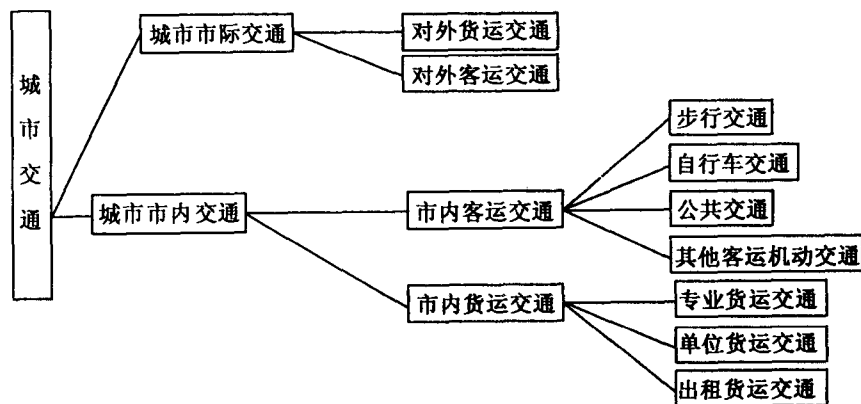 城市交通
城市市际交通
对外货运交通
对外客运交通
城市市内交通
市内客运交通
步行交通
自行车交通
公共交通
其他客运机动交通
市内货运交通
专业货运交通
单位货运交通
出租货运交通